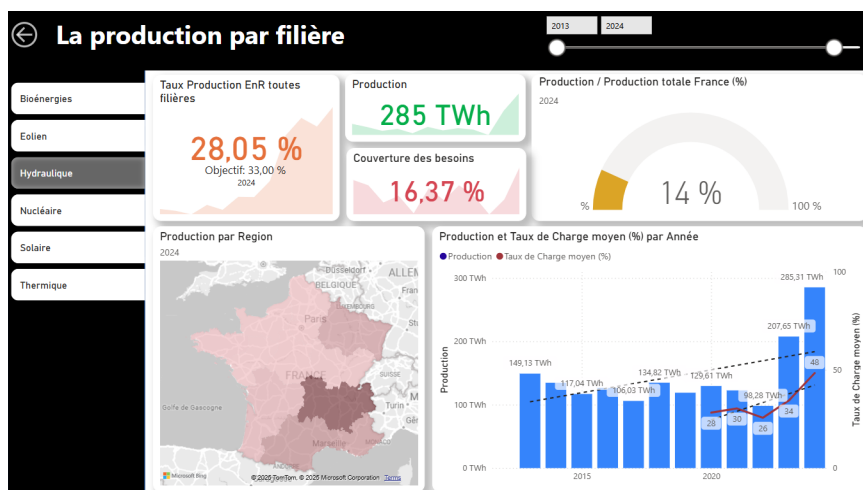 La production par filière
2013
2024
Bioénergies
Eolien
Hydraulique
Nucléaire
Solaire
Thermique
Taux Production EnR toutes
filières
28,05 %
Objectif: 33,00 %
2024
Production
285 TWh
Couverture des besoins
16,37 %
Production / Production totale France (%)
2024
%
14 %
100 %
Production par Region
2024
Düsseldorf
ALLEM
BELGIQUE
Fran
LUXEMBOURG
Paris
FRANCE
SUISSE
Turin
Golfe de Gascogne
Marseille
MONACO
Microsoft Bing
© 2025 TomTom, © 2025 Microsoft Corporation Terms
Production et Taux de Charge moyen (%) par Année
Production
Taux de Charge moyen (%)
300 TWh
200 TWh
100 TWh
0 TWh
Production
149,13 TWh
117,04 TWh
106,03 TWh
134,82 TWh
129,61 TWh
98,28 TWh
207,65 TWh
285,31 TWh
28
30
26
34
48
2015
2020
100
50
0
Taux de Charge moyen (%)